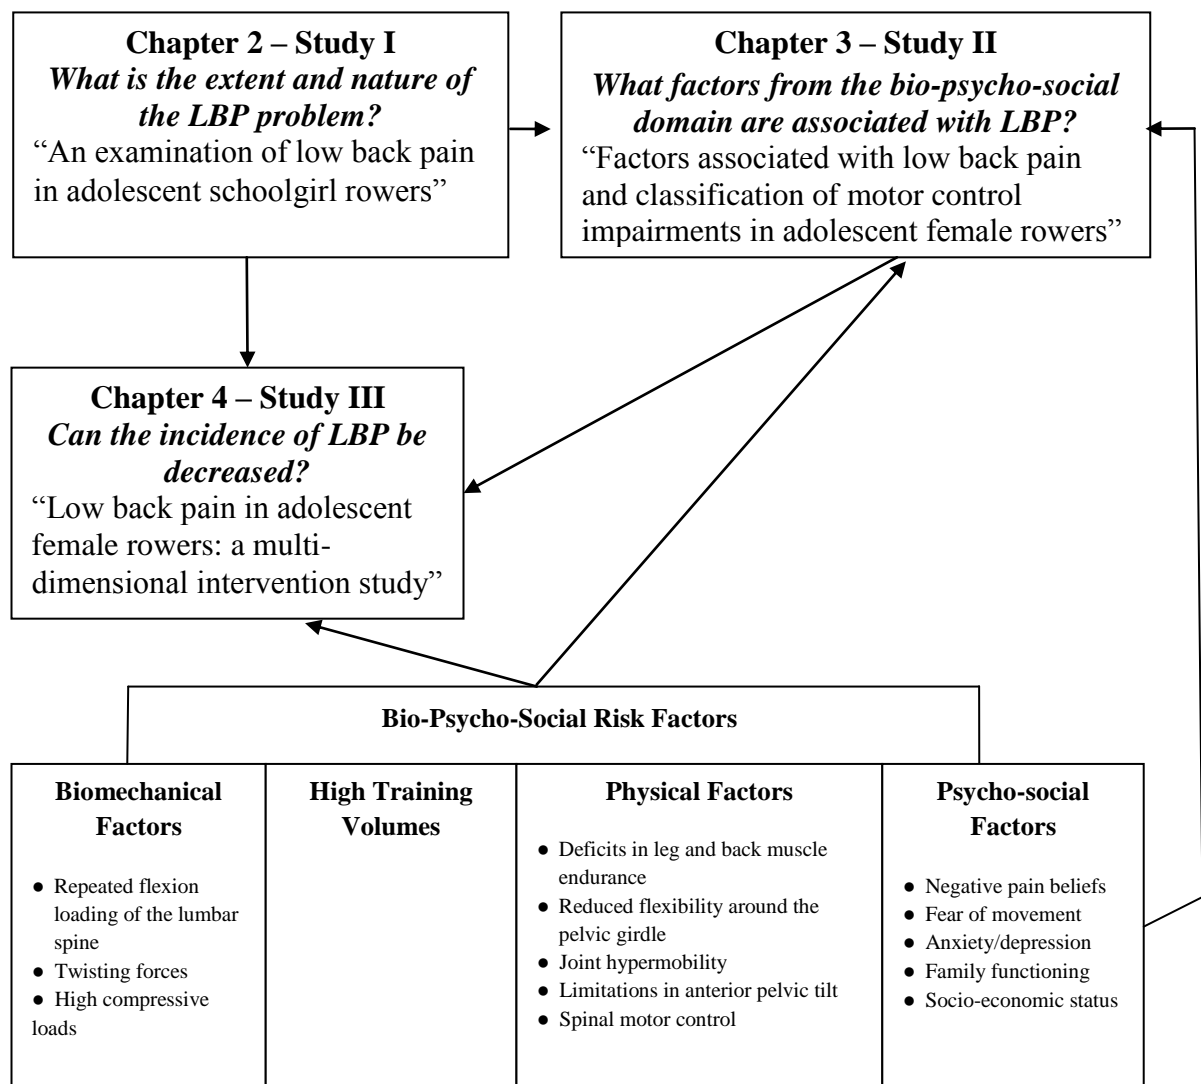 Chapter 2 – Study I
What is the extent and nature of
the LBP problem?
“An examination of low back pain
in adolescent schoolgirl rowers”
Chapter 3 – Study II
What factors from the bio-psycho-social
domain are associated with LBP?
“Factors associated with low back pain
and classification of motor control
impairments in adolescent female rowers”
Chapter 4 – Study III
Can the incidence of LBP be
decreased?
“Low back pain in adolescent
female rowers: a multi-
dimensional intervention study”
Bio-Psycho-Social Risk Factors
Biomechanical
Factors
● Repeated flexion
loading of the lumbar
spine
● Twisting forces
● High compressive
loads
High Training
Volumes
Physical Factors
● Deficits in leg and back muscle
endurance
● Reduced flexibility around the
pelvic girdle
● Joint hypermobility
● Limitations in anterior pelvic tilt
● Spinal motor control
Psycho-social
Factors
● Negative pain beliefs
● Fear of movement
● Anxiety/depression
● Family functioning
● Socio-economic status